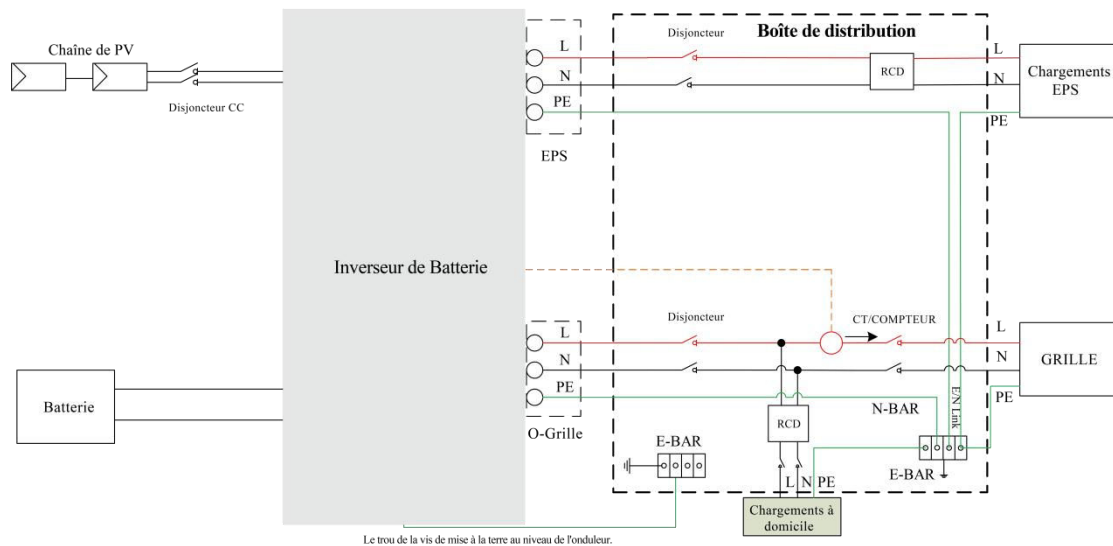 Chaîne de PV
Disjoncteur CC
Disjoncteur
Boîte de distribution
L
N
PE
EPS
RCD
L
N
PE
Chargements
EPS
Inverseur de Batterie
Batterie
L
N
PE
O-Grille
Disjoncteur
CT/COMPTEUR
L
N
PE
GRILLE
N-BAR
E/N Link
RCD
E-BAR
E-BAR
L
N
PE
Chargements à
domicile
Le trou de la vis de mise à la terre au niveau de l'onduleur.